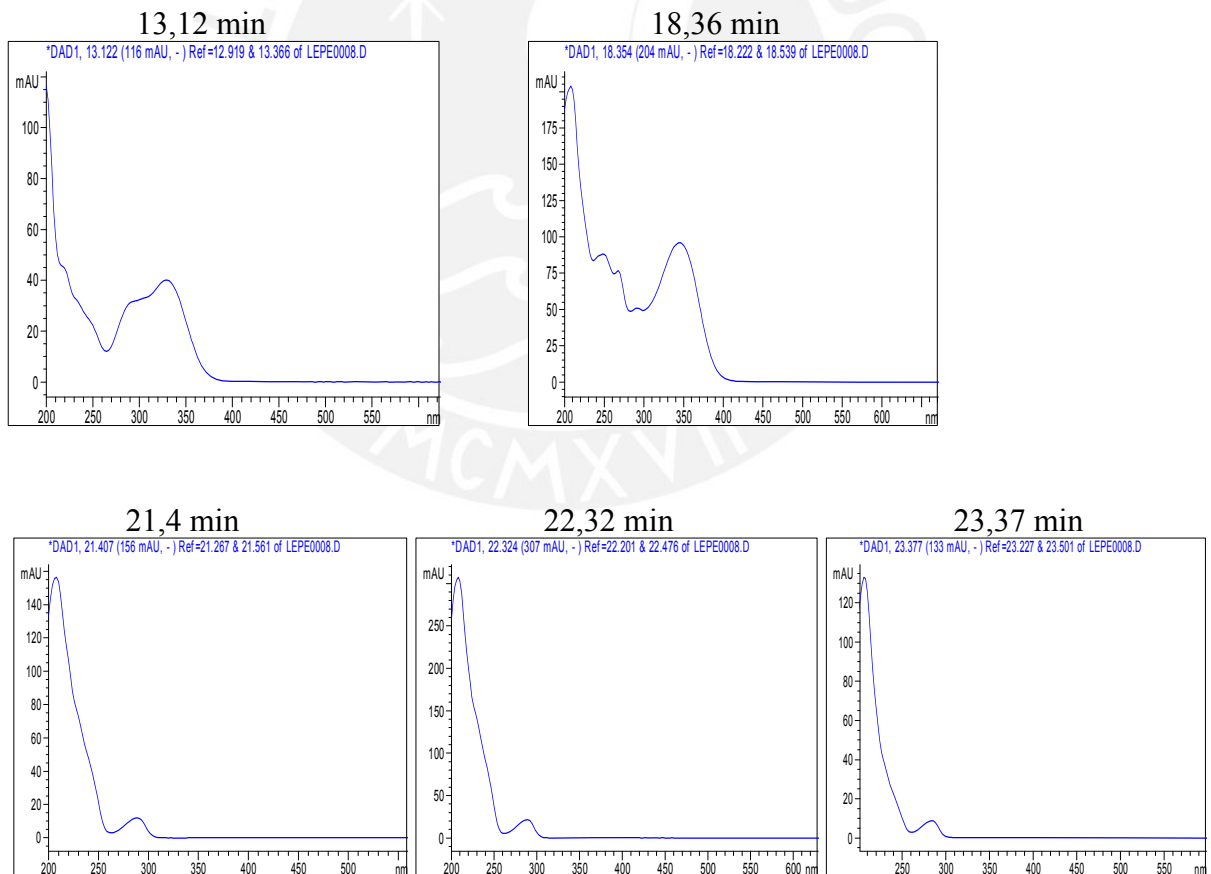 13,12 min
*DAD1, 13.122 (116 mAU, - ) Ref=12.919 & 13.366 of LEPE0008.D
mAU
100
80
60
40
20
0
200 250 300 350 400 450 500 550 nm
18,36 min
*DAD1, 18.354 (204 mAU, - ) Ref=18.222 & 18.539 of LEPE0008.D
mAU
175
150
125
100
75
50
25
0
200 250 300 350 400 450 500 550 600 nm
MCMXVII
21,4 min
*DAD1, 21.407 (156 mAU, - ) Ref=21.267 & 21.561 of LEPE0008.D
mAU
140
120
100
80
60
40
20
0
200 250 300 350 400 450 500 nm
22,32 min
*DAD1, 22.324 (307 mAU, - ) Ref=22.201 & 22.476 of LEPE0008.D
mAU
250
200
150
100
50
0
200 250 300 350 400 450 500 550 600 nm
23,37 min
*DAD1, 23.377 (133 mAU, - ) Ref=23.227 & 23.501 of LEPE0008.D
mAU
120
100
80
60
40
20
0
250 300 350 400 450 500 550 nm